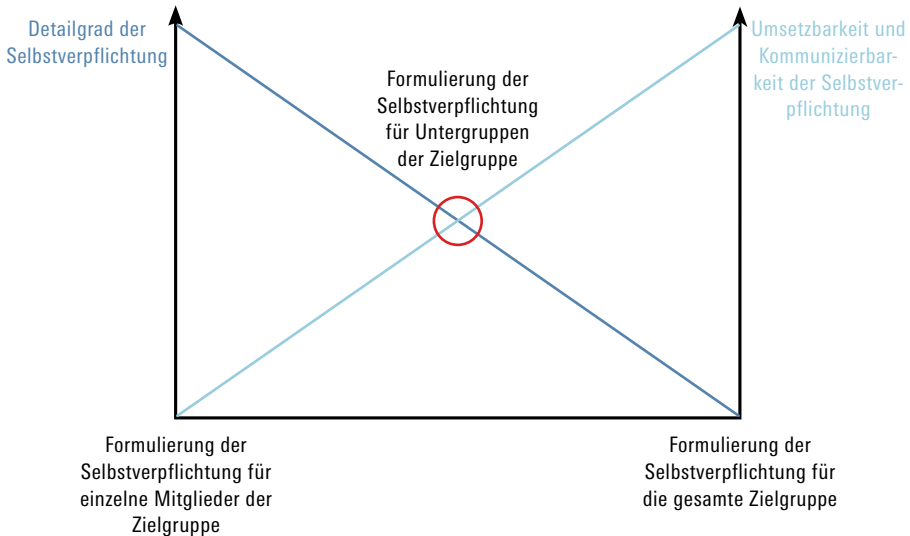 Detailgrad der
Selbstverpflichtung
Umsetzbarkeit und
Kommunizierbar-
keit der Selbstver-
pflichtung
Formulierung der
Selbstverpflichtung
für Untergruppen
der Zielgruppe
Formulierung der
Selbstverpflichtung für
einzelne Mitglieder der
Zielgruppe
Formulierung der
Selbstverpflichtung für
die gesamte Zielgruppe